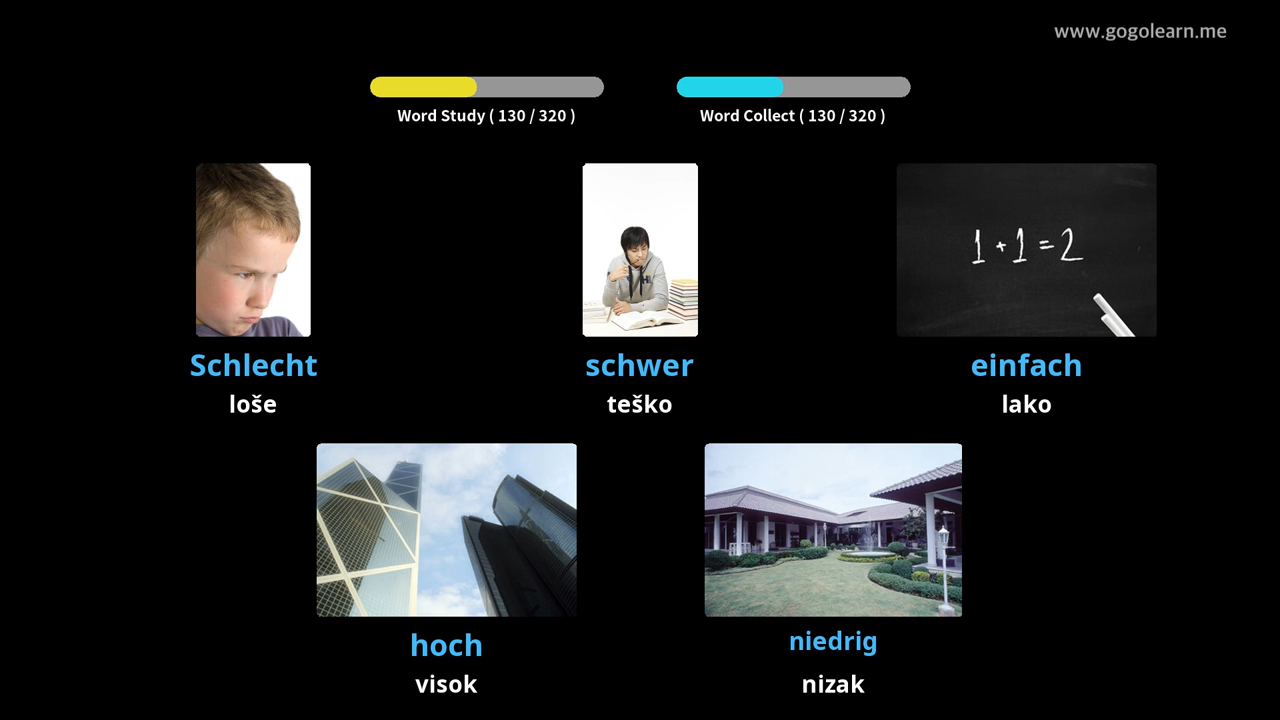 www.gogolearn.me
Word Study ( 130 / 320 )
Word Collect ( 130 / 320 )
1 + 1 = 2
Schlecht
loše
schwer
teško
einfach
lako
hoch
visok
niedrig
nizak